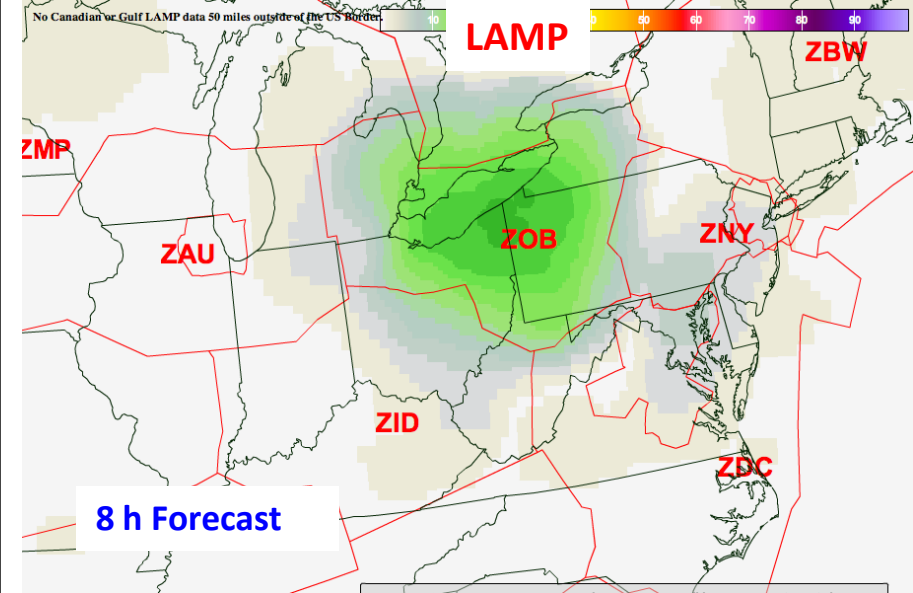 No Canadian or Gulf LAMP data 50 miles outside of the US Border.
10
LAMP
50 60 70 80 90
ZBW
ZMP
ZAU
ZOB
ZNY
ZID
ZDC
8 h Forecast